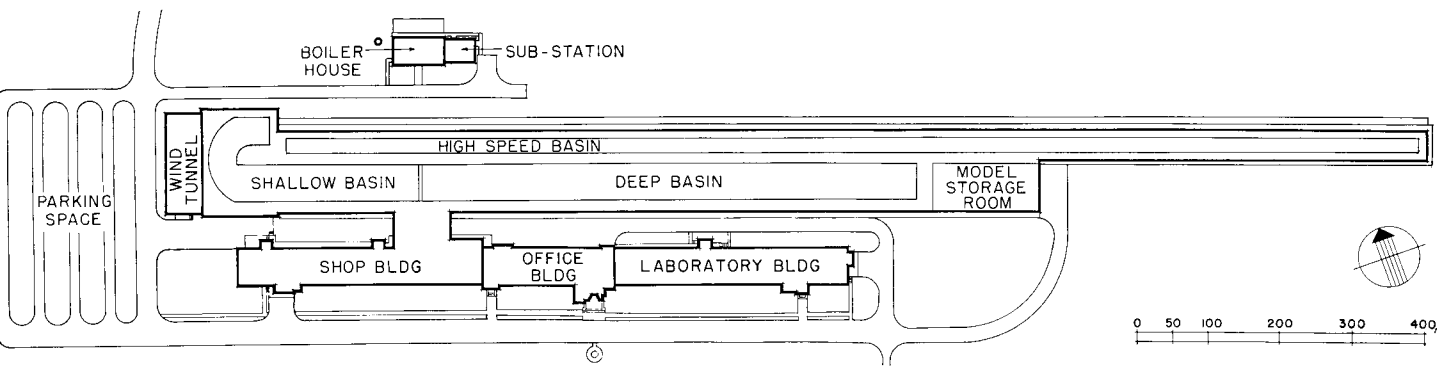 BOILER
HOUSE
SUB-STATION
WIND
TUNNEL
HIGH SPEED BASIN
SHALLOW BASIN
DEEP BASIN
MODEL
STORAGE
ROOM
PARKING
SPACE
SHOP BLDG
OFFICE
BLDG
LABORATORY BLDG
0 50 100 200 300 400